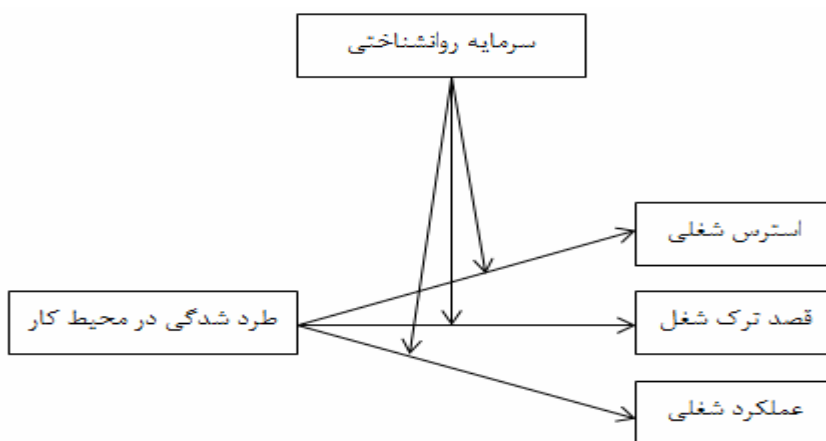 سرمایه روانشناختی
استرس شغلی
طرد شدگی در محیط کار
قصد ترک شغل
عملکرد شغلی